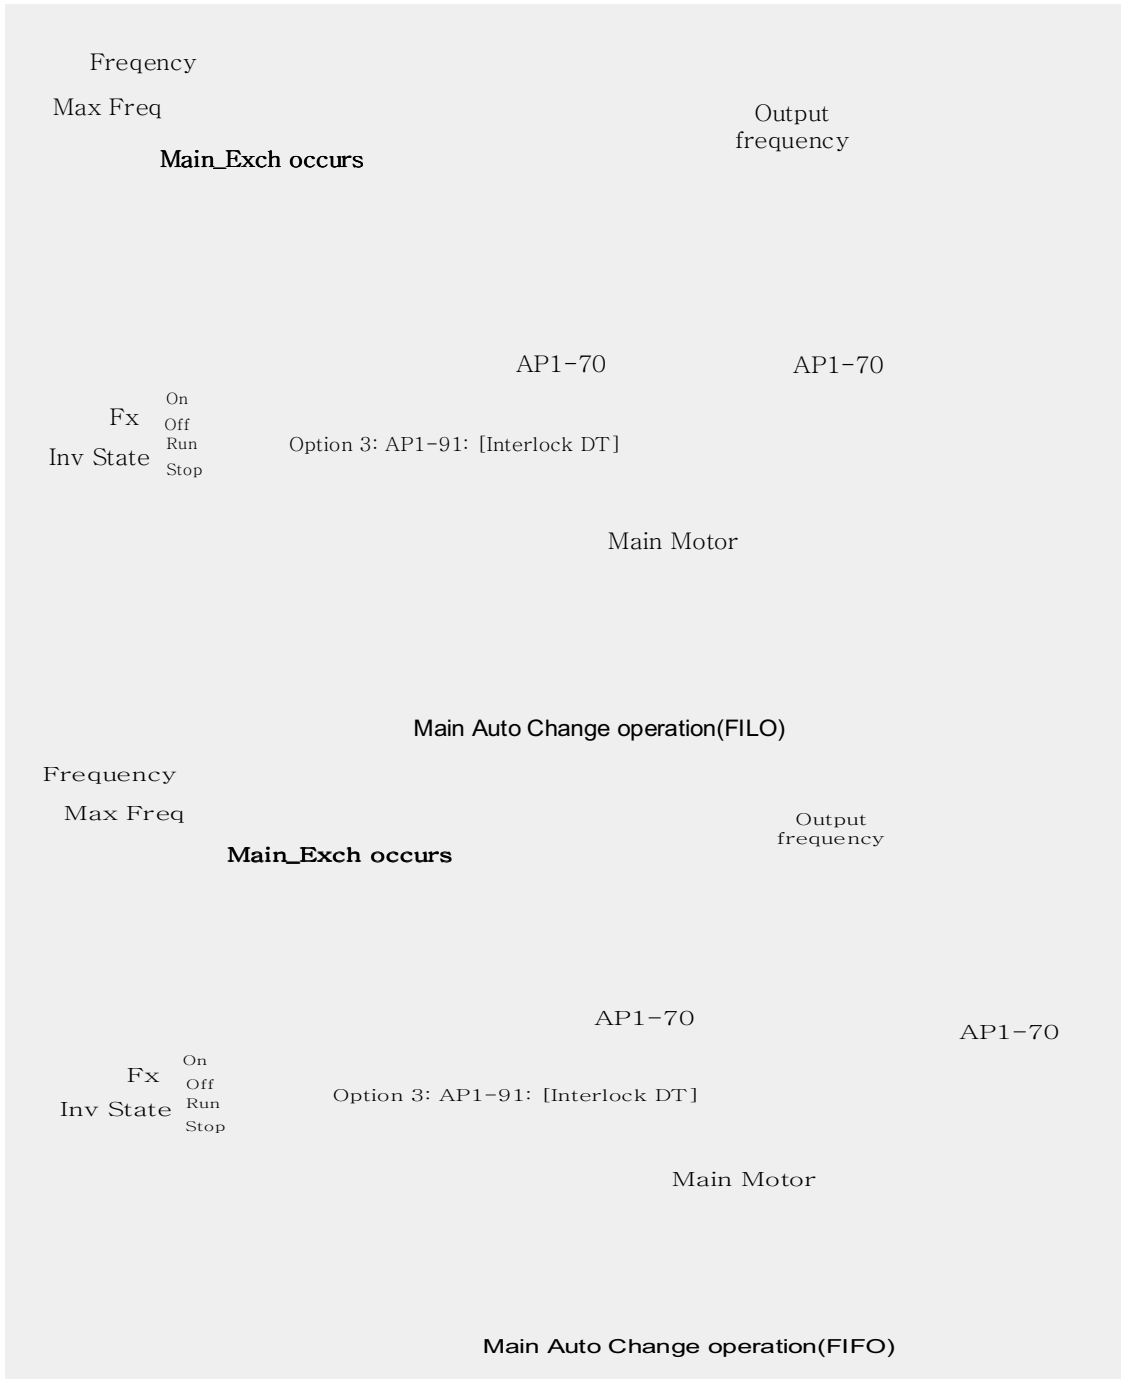 Freqency
Max Freq
Output
frequency
Main_Exch occurs
AP1-70
AP1-70
On
Fx
Off
Run
Option 3: AP1-91: [Interlock DT]
Inv State
Stop
Main Motor
Main Auto Change operation(FILO)
Frequency
Max Freq
Output
frequency
Main_Exch occurs
AP1-70
AP1-70
On
Fx
Off
Run
Option 3: AP1-91: [Interlock DT]
Inv State
Stop
Main Motor
Main Auto Change operation(FIFO)